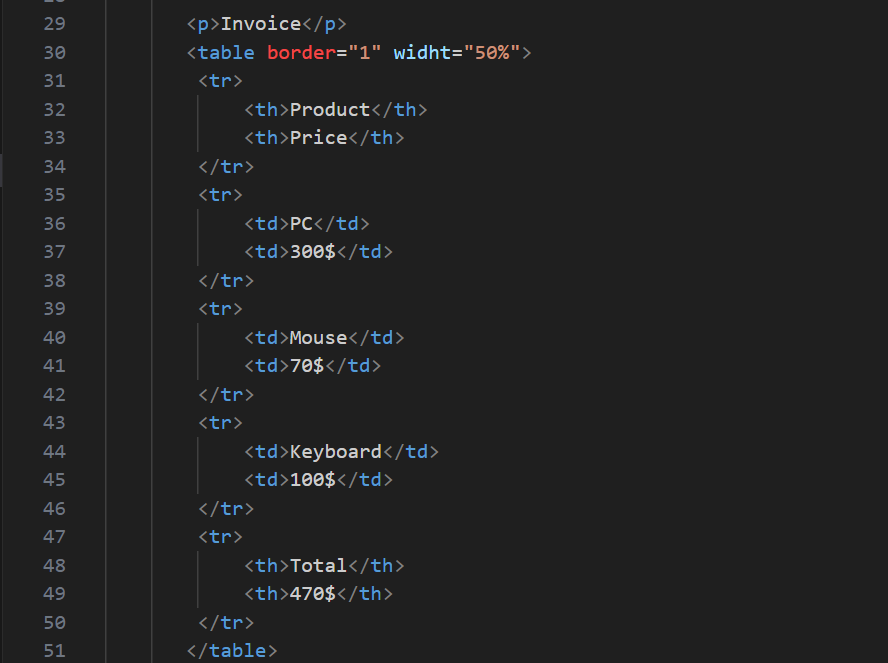 29 <p>Invoice</p>
30 <table border="1" widht="50%">
31 <tr>
32 <th>Product</th>
33 <th>Price</th>
34 </tr>
35 <tr>
36 <td>PC</td>
37 <td>300$</td>
38 </tr>
39 <tr>
40 <td>Mouse</td>
41 <td>70$</td>
42 </tr>
43 <tr>
44 <td>Keyboard</td>
45 <td>100$</td>
46 </tr>
47 <tr>
48 <th>Total</th>
49 <th>470$</th>
50 </tr>
51 </table>